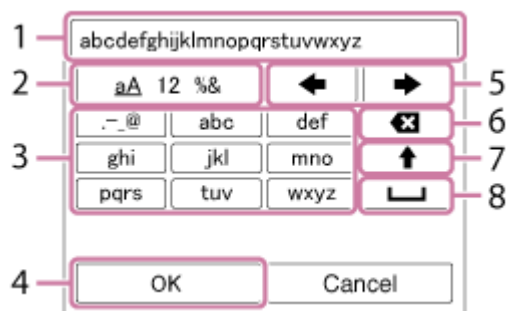 1 abcdefghijklmnopqrstuvwxyz
2 aA 12 %& 5
.-_@ abc def 6
3 ghi jkl mno 7
pqrs tuv wxyz 8
4 OK Cancel